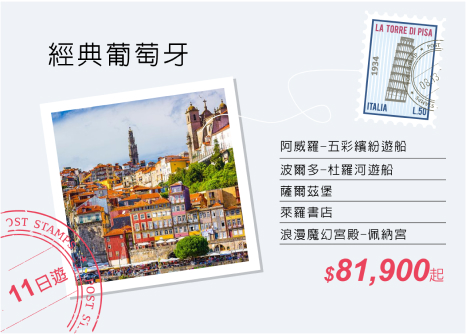 經典葡萄牙
LA TORRE DI PISA
1934
ITALIA
L.50
POST
阿威羅-五彩繽紛遊船
波爾多-杜羅河遊船
薩爾茲堡
萊羅書店
浪漫魔幻宮殿-佩納宮
$81,900起
POST STAMP
11日遊
POST